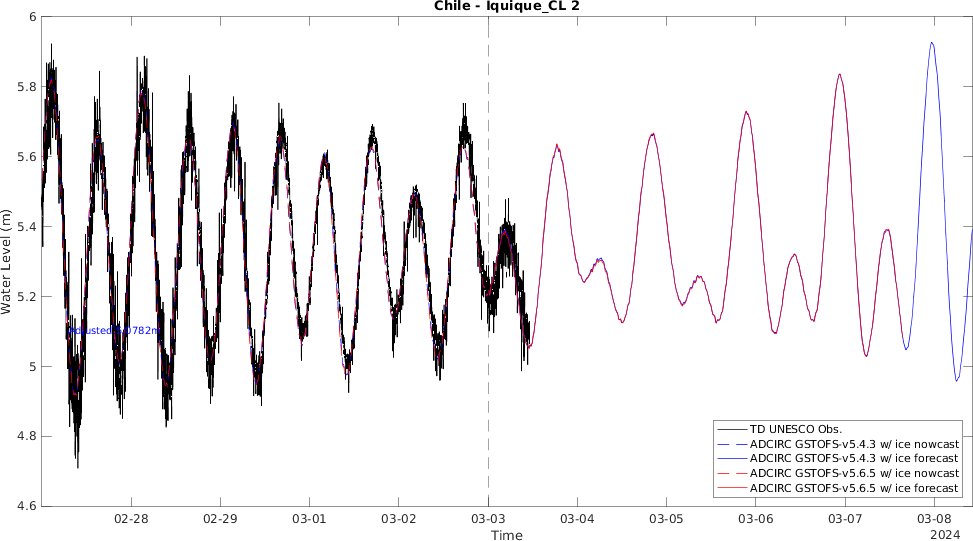 Chile - Iquique_CL 2
6
5.8
5.6
5.4
5.2
5
4.8
4.6
Water Level (m)
02-28 02-29 03-01 03-02 03-03 03-04 03-05 03-06 03-07 03-08
Time
2024
TD UNESCO Obs.
ADCIRC GSTOFS-v5.4.3 w/ ice nowcast
ADCIRC GSTOFS-v5.4.3 w/ ice forecast
ADCIRC GSTOFS-v5.6.5 w/ ice nowcast
ADCIRC GSTOFS-v5.6.5 w/ ice forecast